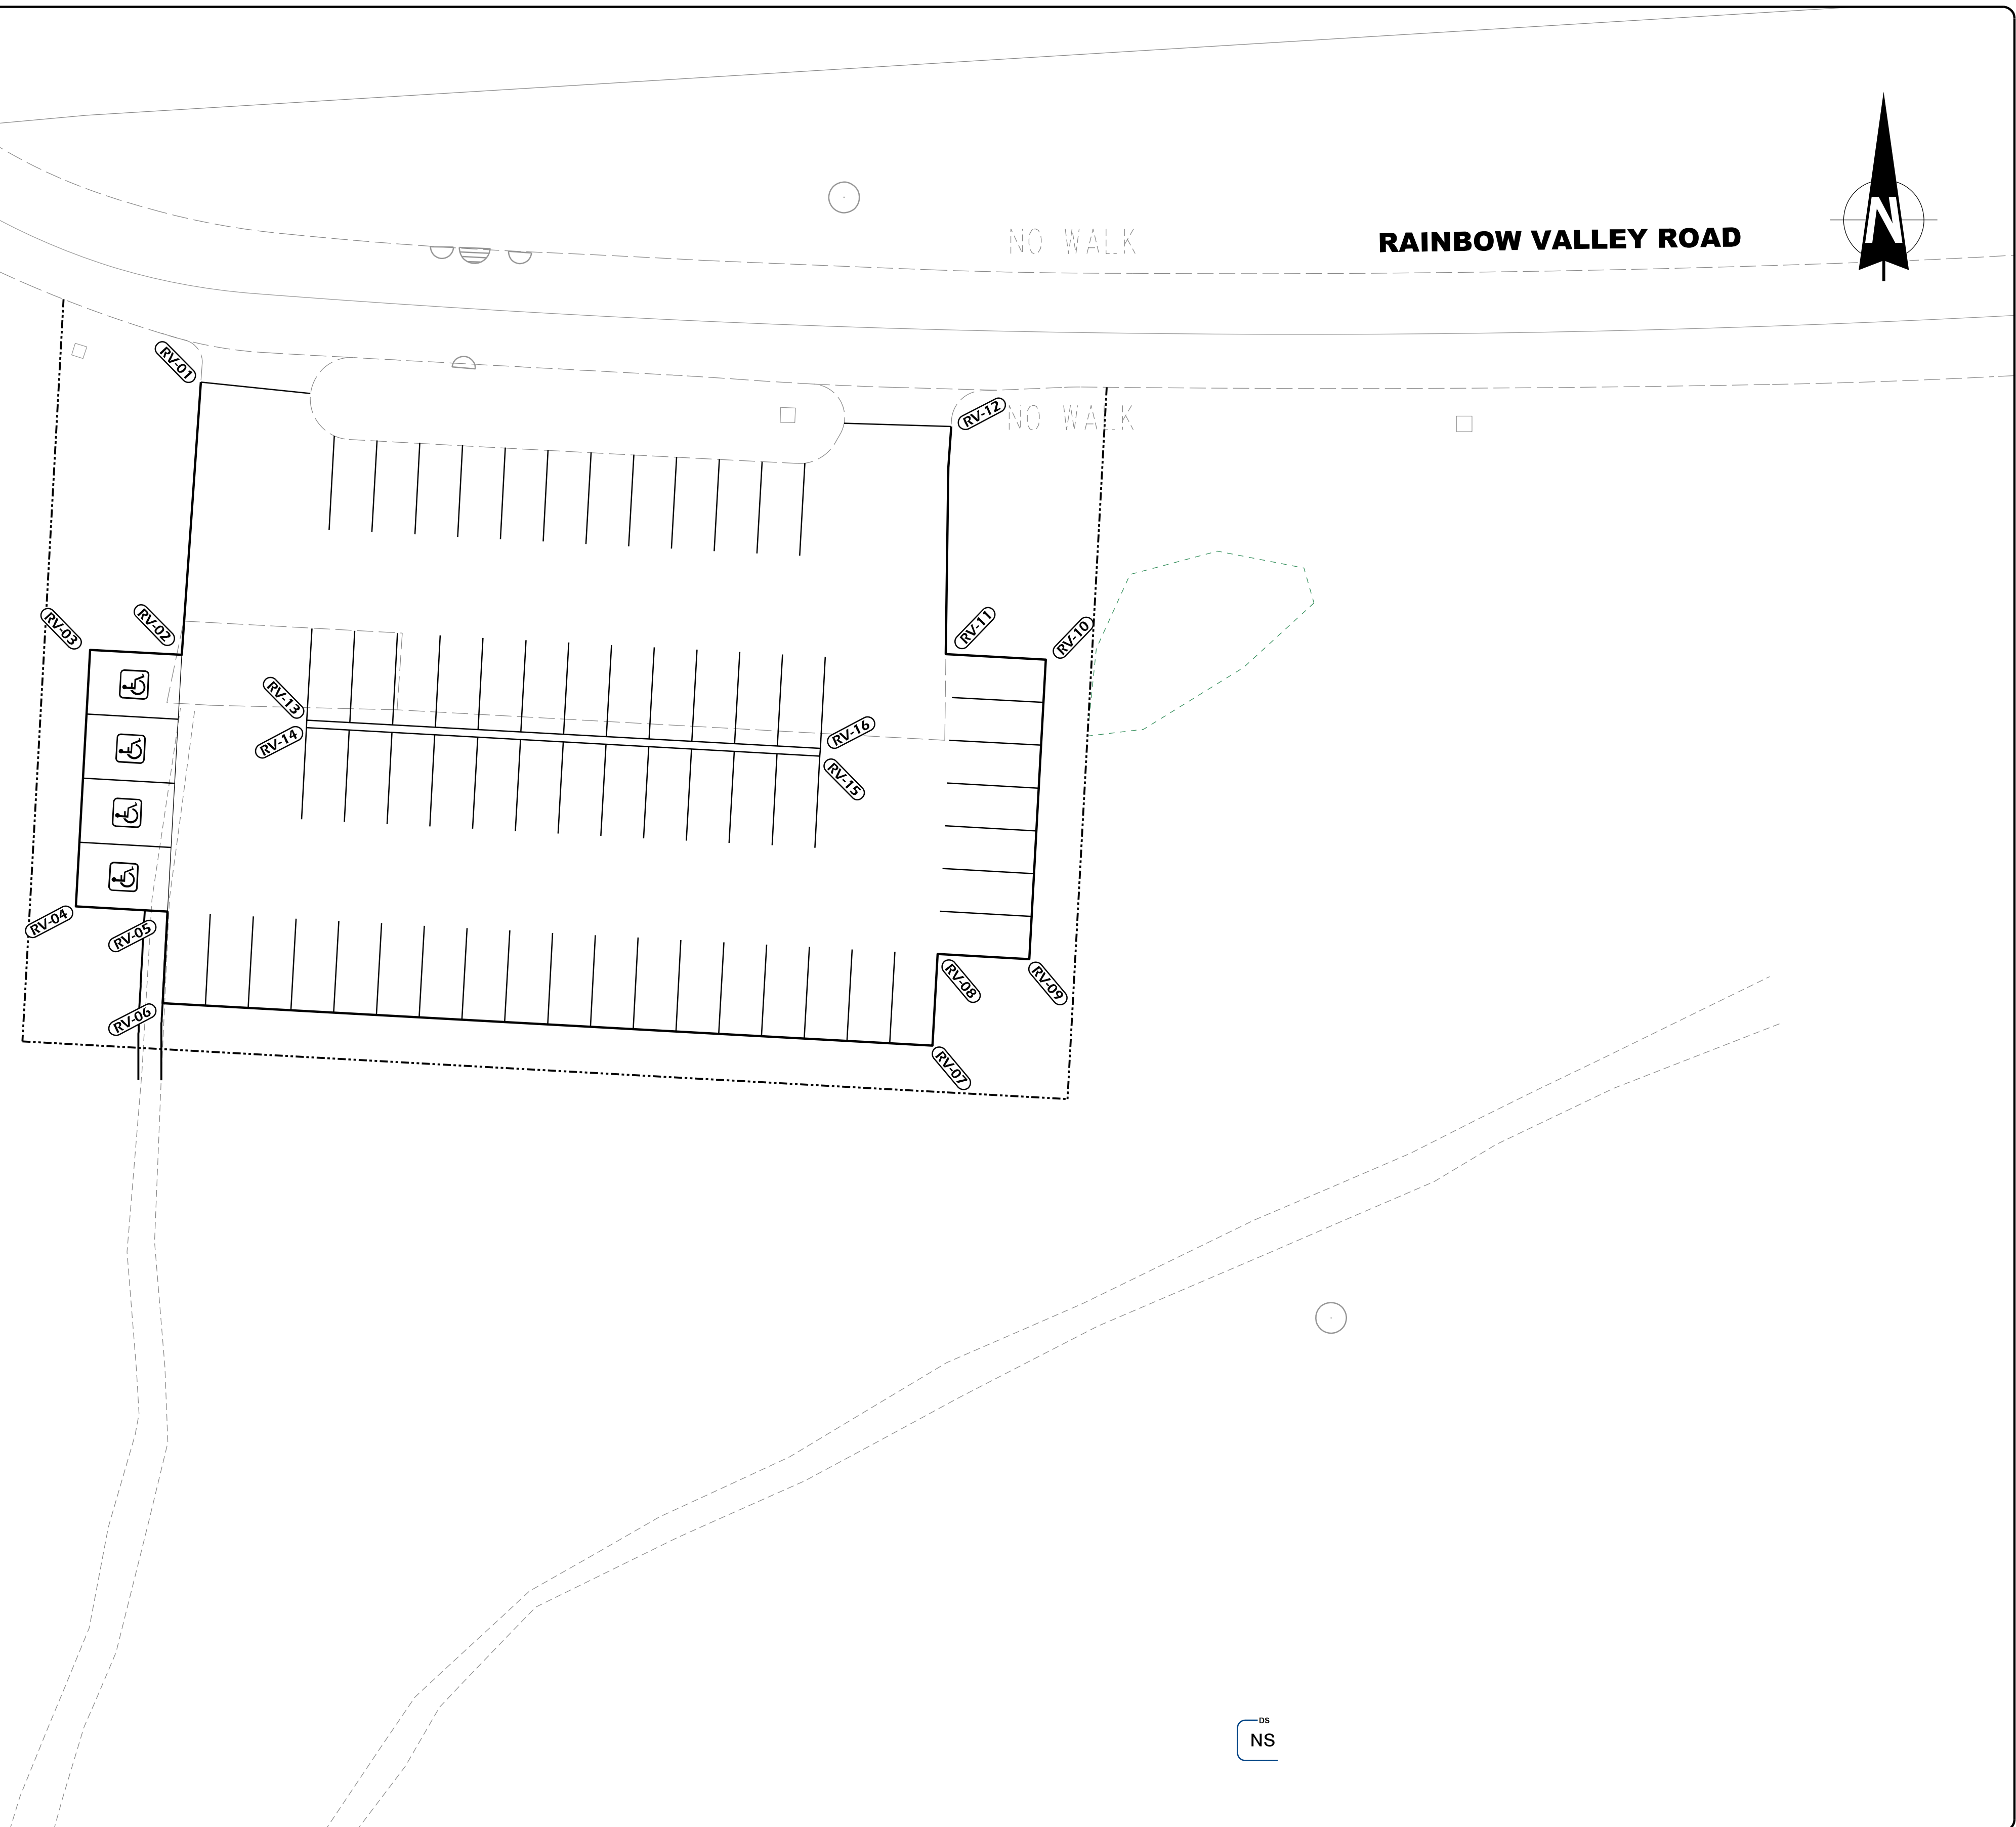 NO WALK
RAINBOW VALLEY ROAD
N
RV-01
RV-12
NO WALK
RV-03
RV-02
RV-11
RV-10
RV-13
RV-14
RV-16
RV-15
RV-04
RV-05
RV-08
RV-09
RV-06
RV-07
DS
NS